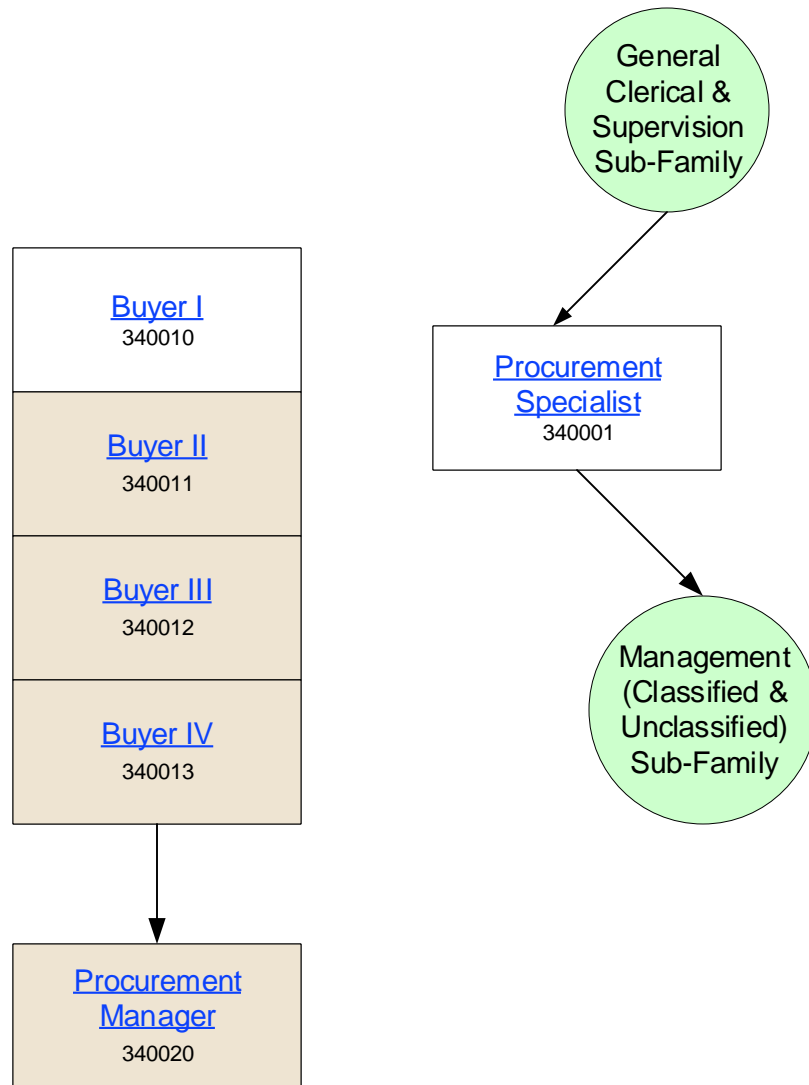 General
Clerical &
Supervision
Sub-Family
Buyer I
340010
Procurement
Specialist
340001
Buyer II
340011
Buyer III
340012
Management
(Classified &
Unclassified)
Sub-Family
Buyer IV
340013
Procurement
Manager
340020